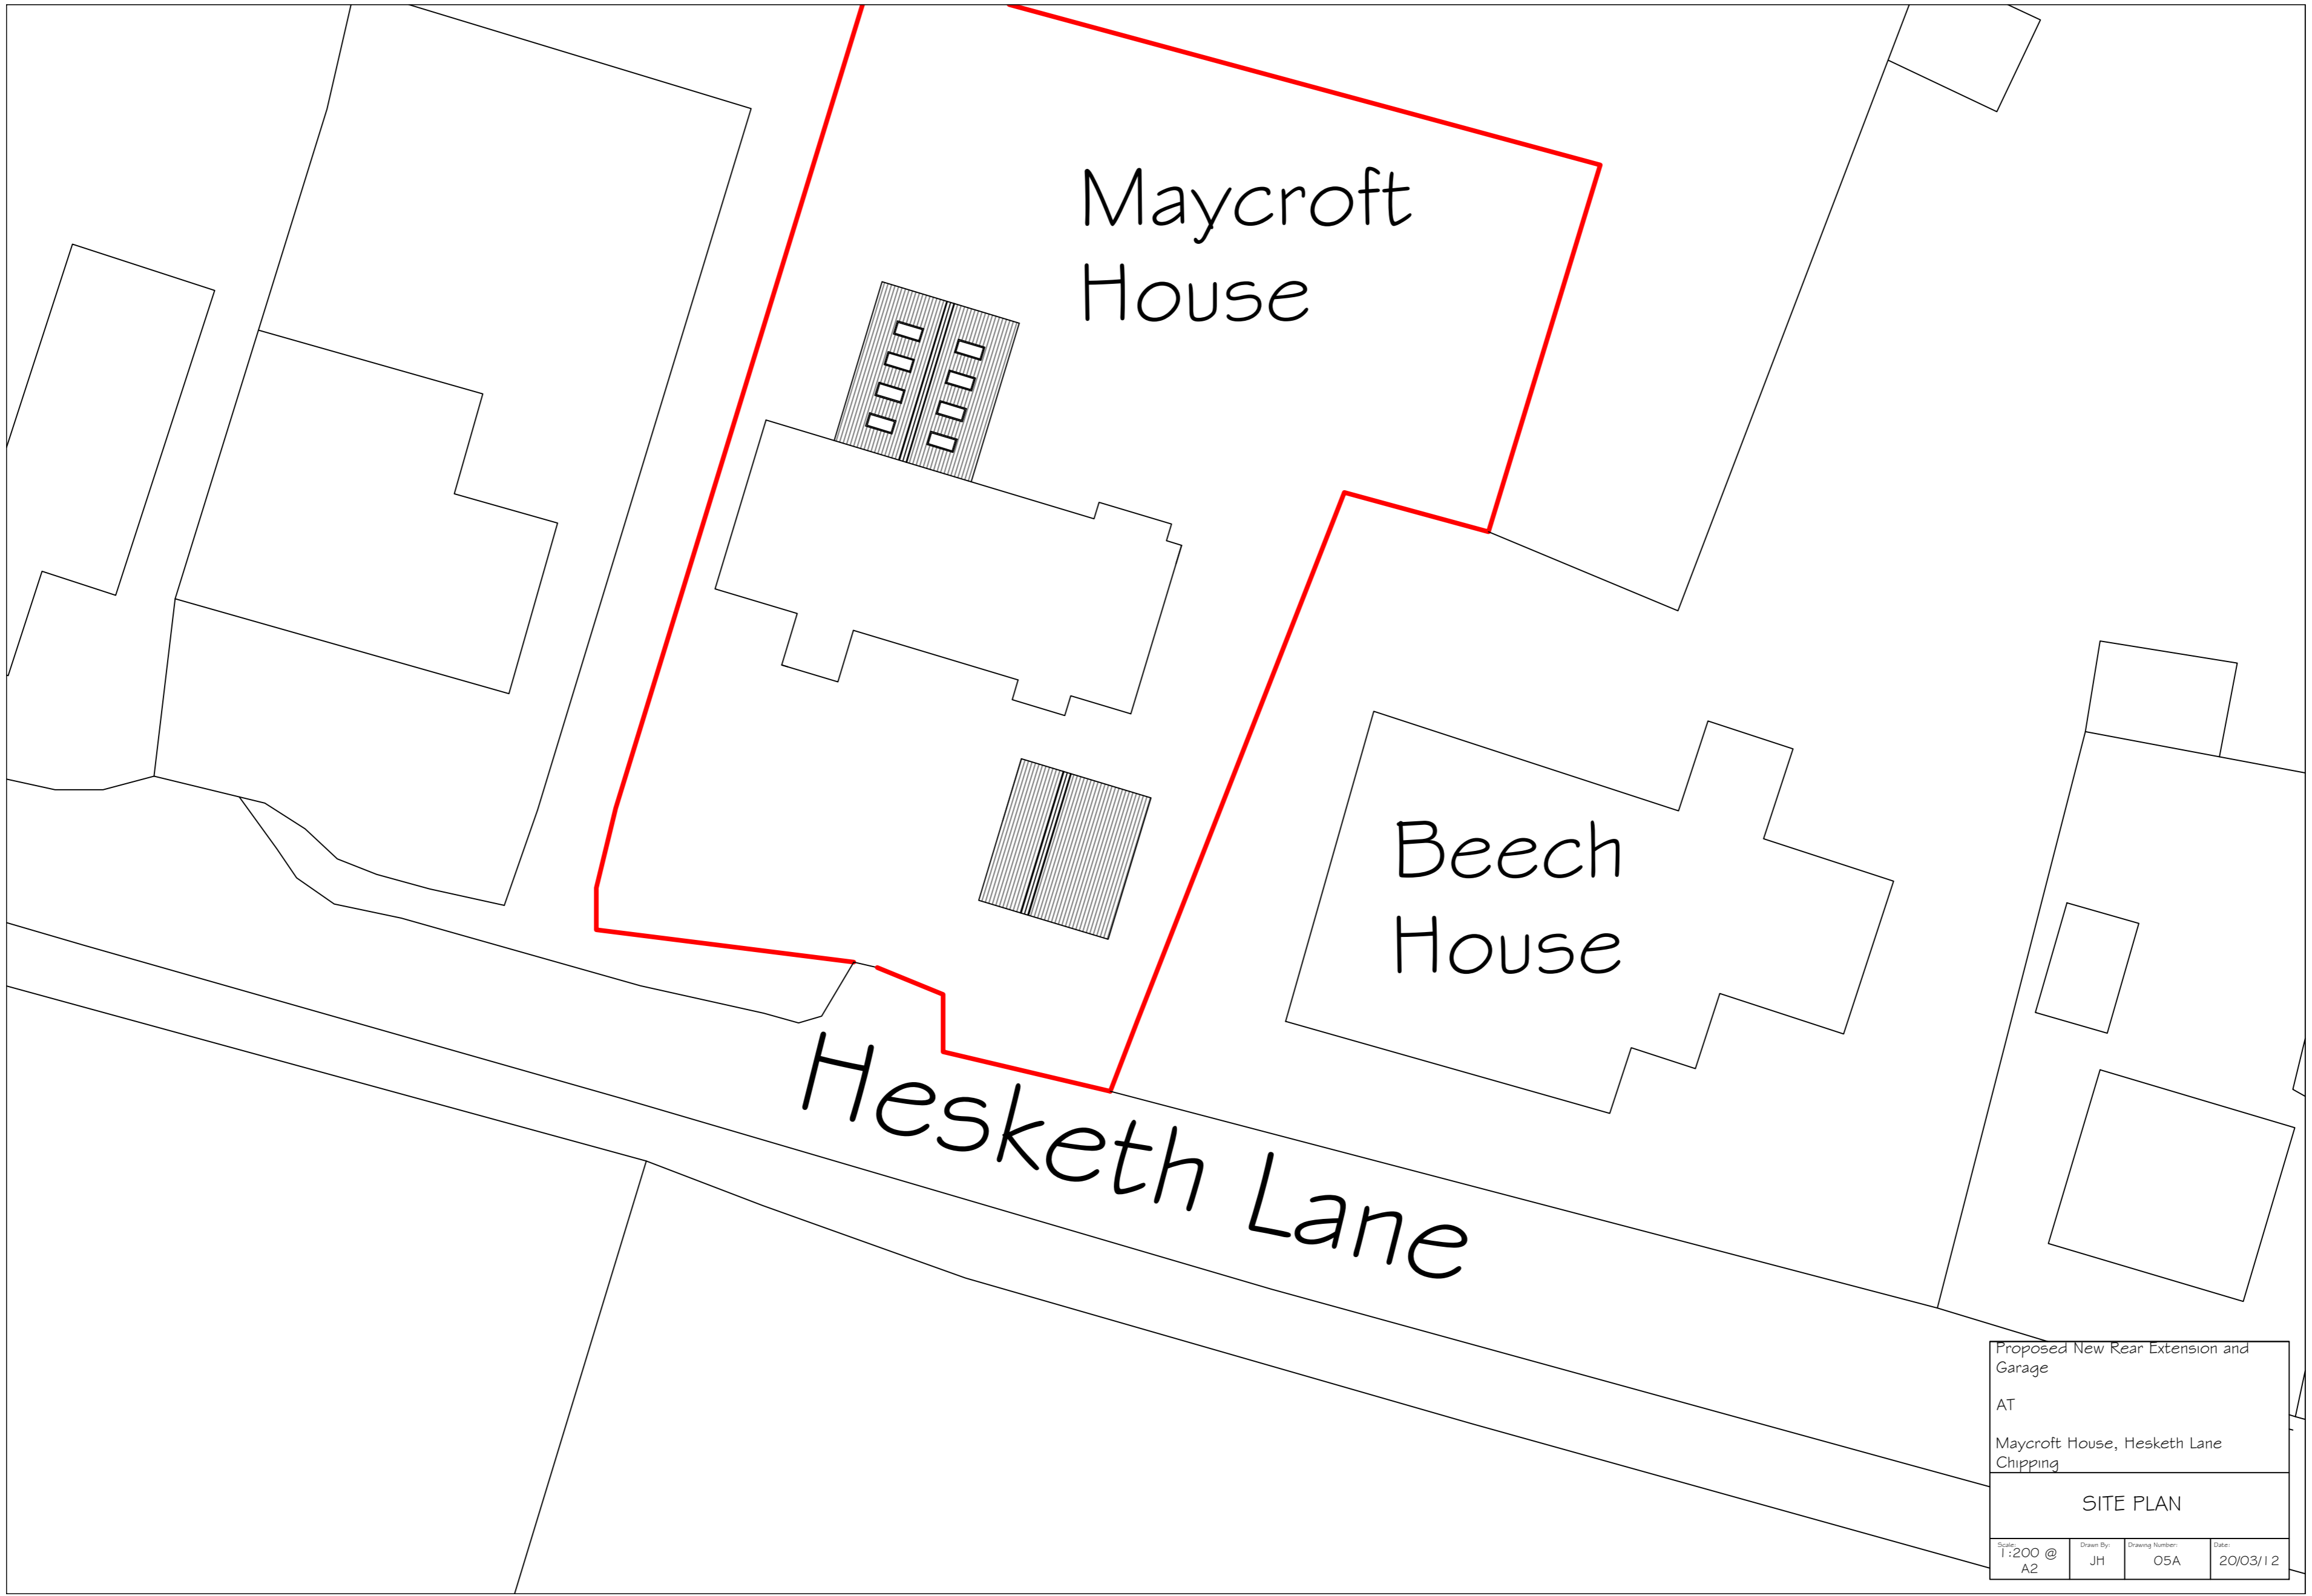 Maycroft
House
Beech
House
Hesketh Lane
Proposed New Rear Extension and
Garage
AT
Maycroft House, Hesketh Lane
Chipping
SITE PLAN
Scale:
1:200 @
A2
Drawn By:
JH
Drawing Number:
05A
Date:
20/03/12